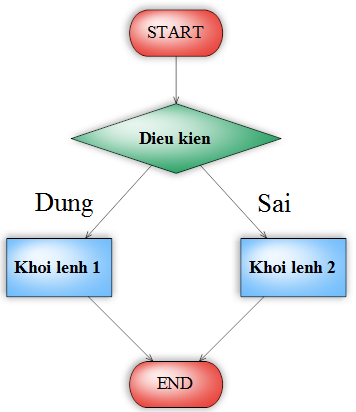 START
Dieu kien
Dung
Sai
Khoi lenh 1
Khoi lenh 2
END